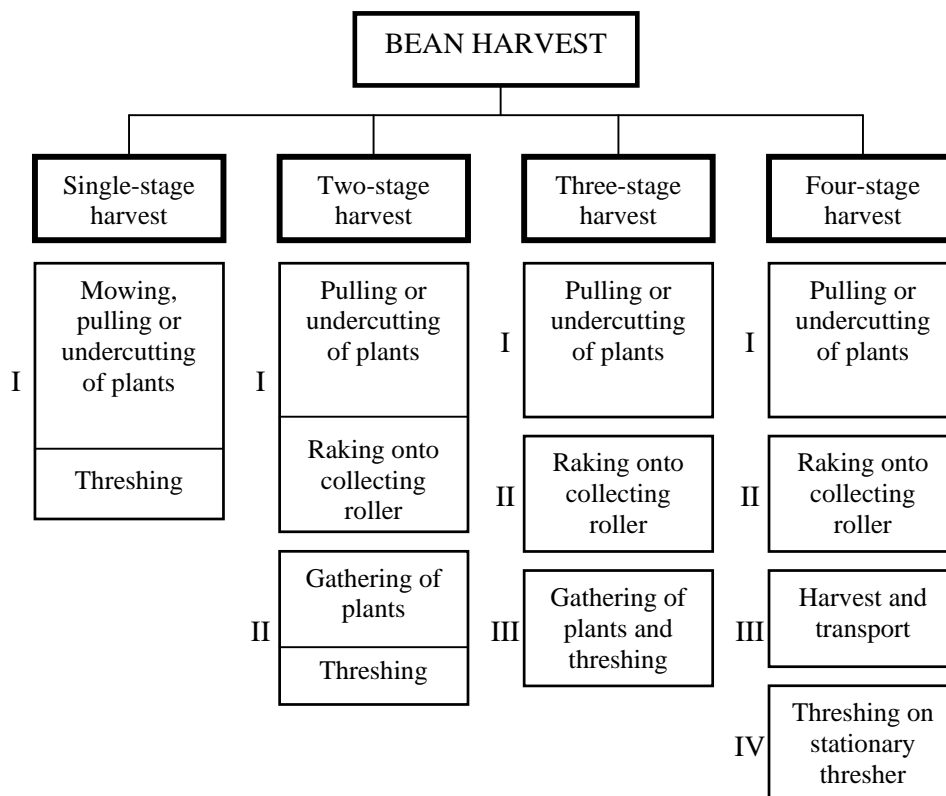 BEAN HARVEST
Single-stage
harvest
Two-stage
harvest
Three-stage
harvest
Four-stage
harvest
I
Mowing,
pulling or
undercutting
of plants
Threshing
I
Pulling or
undercutting
of plants
Raking onto
collecting
roller
II
Gathering of
plants
Threshing
I
Pulling or
undercutting
of plants
II
Raking onto
collecting
roller
III
Gathering of
plants and
threshing
I
Pulling or
undercutting
of plants
II
Raking onto
collecting
roller
III
Harvest and
transport
IV
Threshing on
stationary
thresher